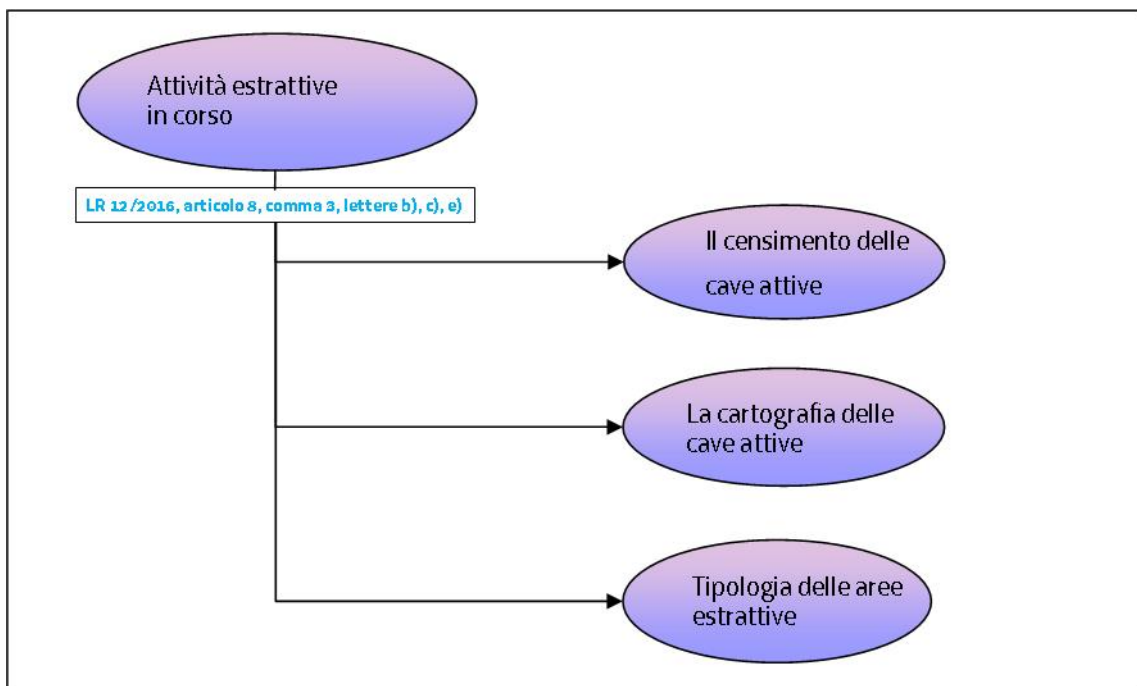 Attività estrattive
in corso
LR 12/2016, articolo 8, comma 3, lettere b), c), e)
Il censimento delle
cave attive
La cartografia delle
cave attive
Tipologia delle aree
estrattive